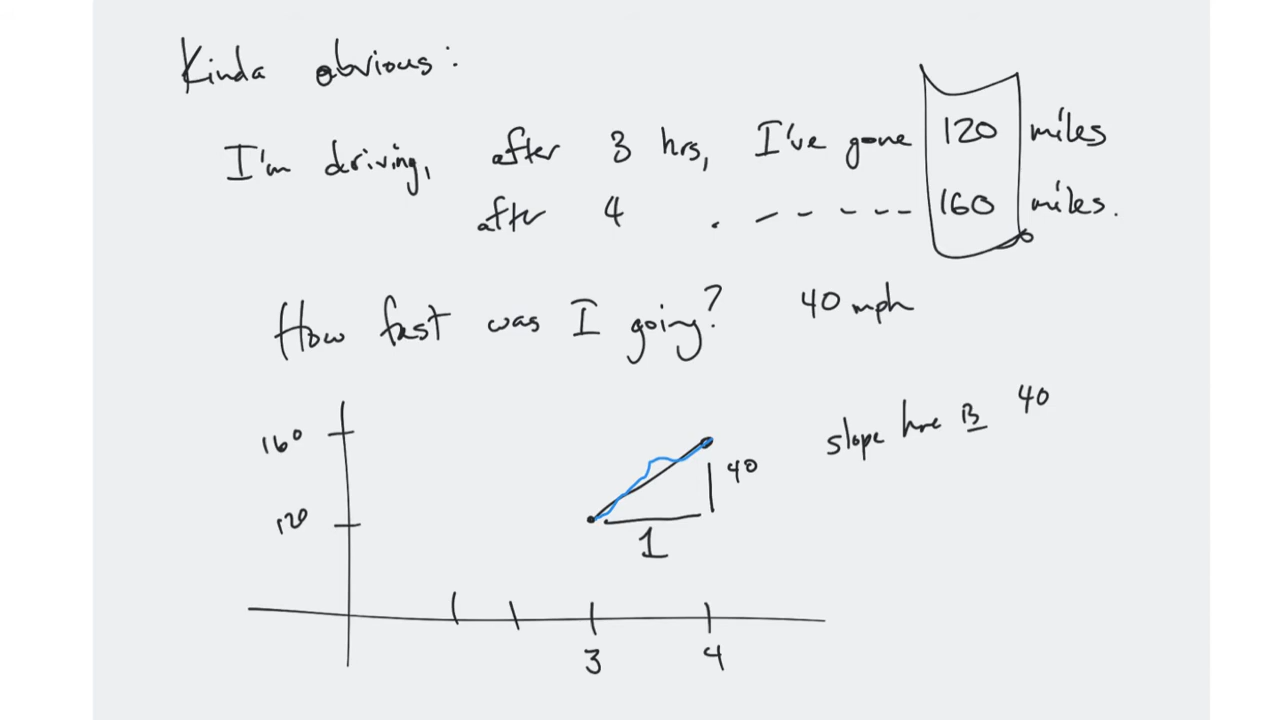 Kinda obvious:
I'm driving, after 3 hrs, I've gone 120 miles
after 4 . - - - - - 160 miles.
How fast was I going? 40 mph
slope here is 40
160
40
120
1
3 4